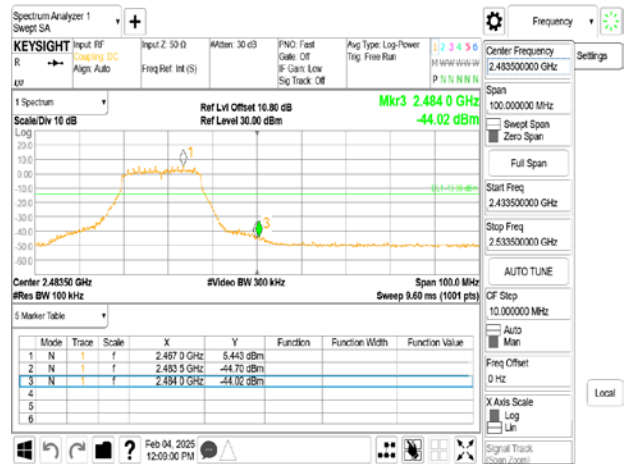 Spectrum Analyzer 1
Swept SA
Frequency
KEYSIGHT
R
Input: RF
Coupling: DC
Align: Auto
Input Z: 50 Ω
Freq Ref: Int (S)
#Atten: 30 dB
PNO: Fast
Gate: Off
IF Gain: Low
Sig Track: Off
Avg Type: Log-Power
Trig: Free Run
1 2 3 4 5 6
M W W W W W
P N N N N N
Center Frequency
2.483500000 GHz
Settings
1 Spectrum
Scale/Div 10 dB
Log
Ref Lvl Offset 10.80 dB
Ref Level 30.00 dBm
Mkr3 2.484 0 GHz
-44.02 dBm
20.0
10.0
0.00
-10.0
-20.0
-30.0
-40.0
-50.0
-60.0
1
3
Span
100.000000 MHz
Swept Span
Zero Span
Full Span
Start Freq
2.433500000 GHz
Stop Freq
2.533500000 GHz
AUTO TUNE
CF Step
10.000000 MHz
Auto
Man
Freq Offset
0 Hz
X Axis Scale
Log
Lin
Signal Track
(Span Zoom)
Local
Center 2.48350 GHz
#Res BW 100 kHz
#Video BW 300 kHz
Span 100.0 MHz
Sweep 9.60 ms (1001 pts)
5 Marker Table
Mode Trace Scale X Y Function Function Width Function Value
1 N 1 f 2.467 0 GHz 5.443 dBm
2 N 1 f 2.483 5 GHz -44.70 dBm
3 N 1 f 2.484 0 GHz -44.02 dBm
4
5
6
?
Feb 04, 2025
12:09:00 PM